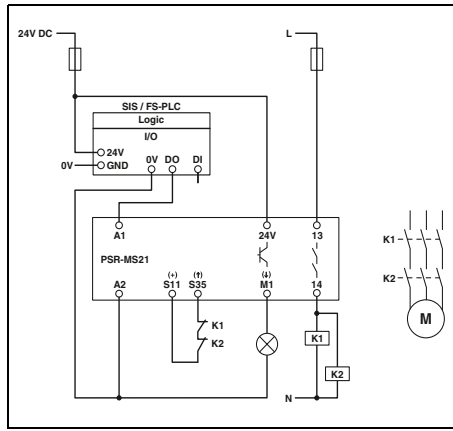 24V DC
L
SIS / FS-PLC
Logic
I/O
24V
0V GND
0V DO DI
A1 24V 13
PSR-MS21
(+) (↑) (↓)
A2 S11 S35 M1 14
K1
K2
K1
K2
N
K1
K2
M